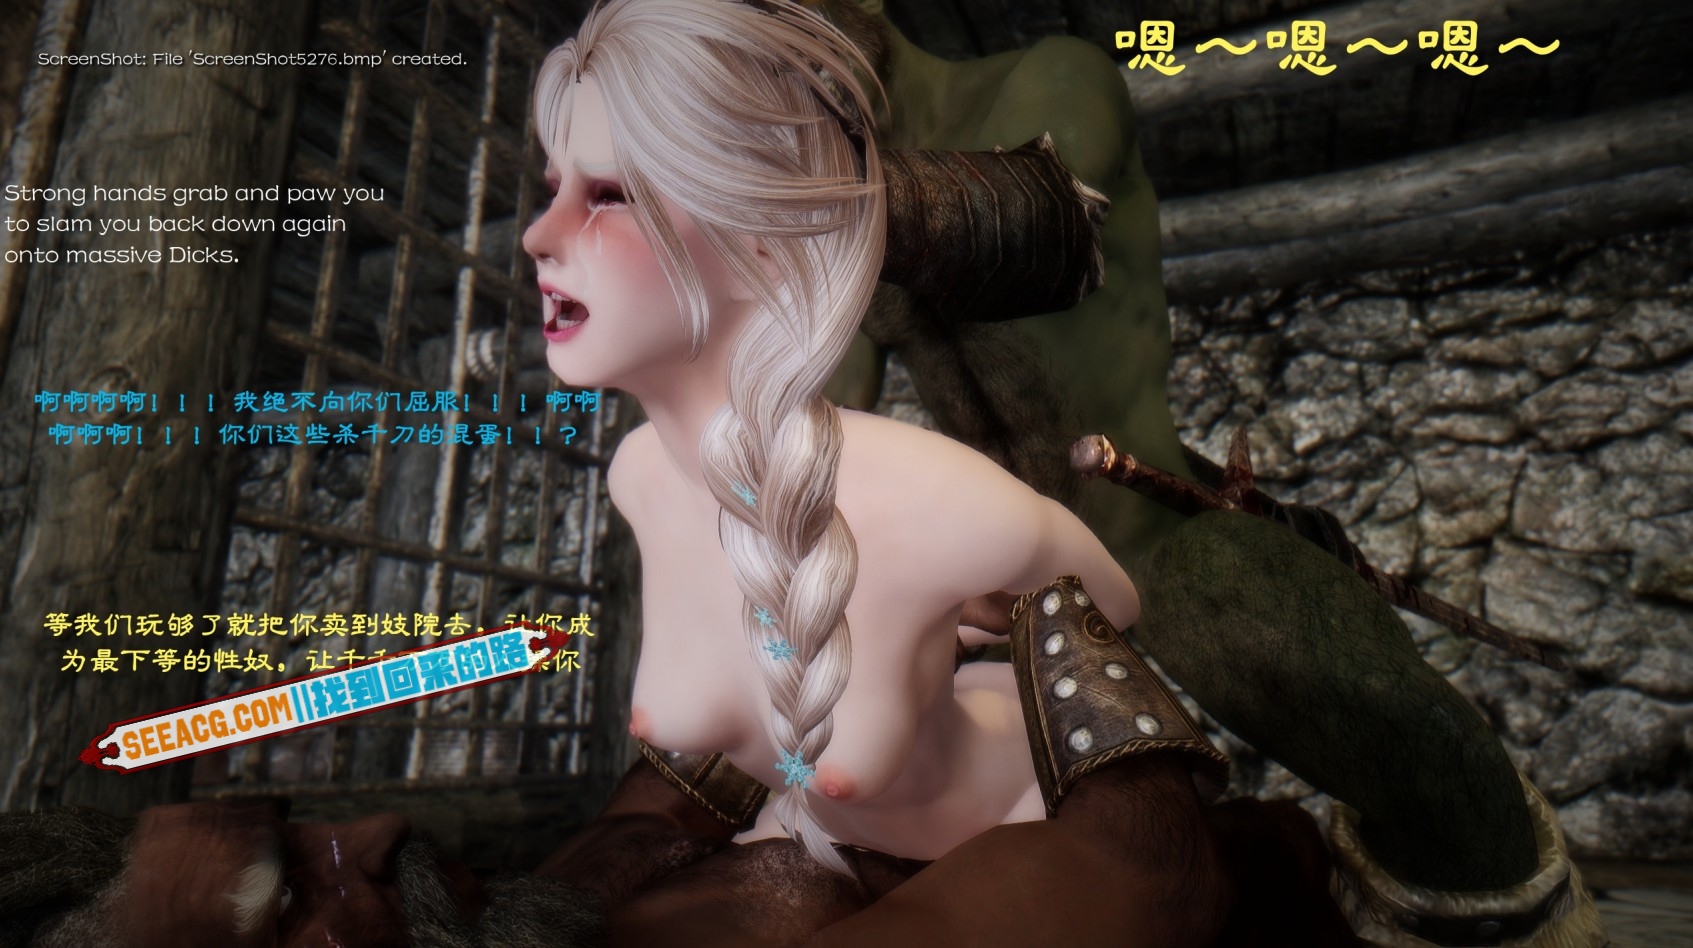 嗯～嗯～嗯～
ScreenShot: File 'ScreenShot5276.bmp' created.
Strong hands grab and paw you
to slam you back down again
onto massive Dicks.
啊啊啊啊！！！我绝不向你们屈服！！！啊啊
啊啊啊！！！你们这些杀千刀的混蛋！！？
等我们玩够了就把你卖到妓院去，让你成
为最下等的性奴，让千
你
SEEACG.COM||找到回来的路